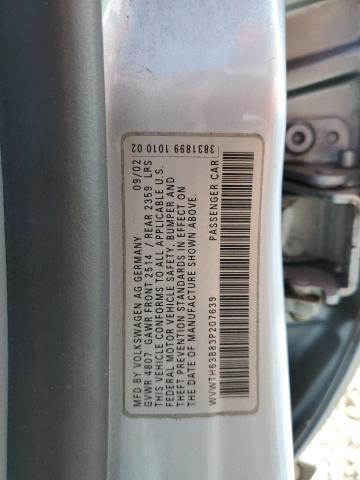 MFD BY VOLKSWAGEN AG GERMANY 09/02
GVWR 4807 GAWR FRONT 2514 / REAR 2359 LRS
THIS VEHICLE CONFORMS TO ALL APPLICABLE U.S.
FEDERAL MOTOR VEHICLE SAFETY, BUMPER AND
THEFT PREVENTION STANDARDS IN EFFECT ON
THE DATE OF MANUFACTURE SHOWN ABOVE
WVWTH63B83P207639 PASSENGER CAR
3831899 1010 02